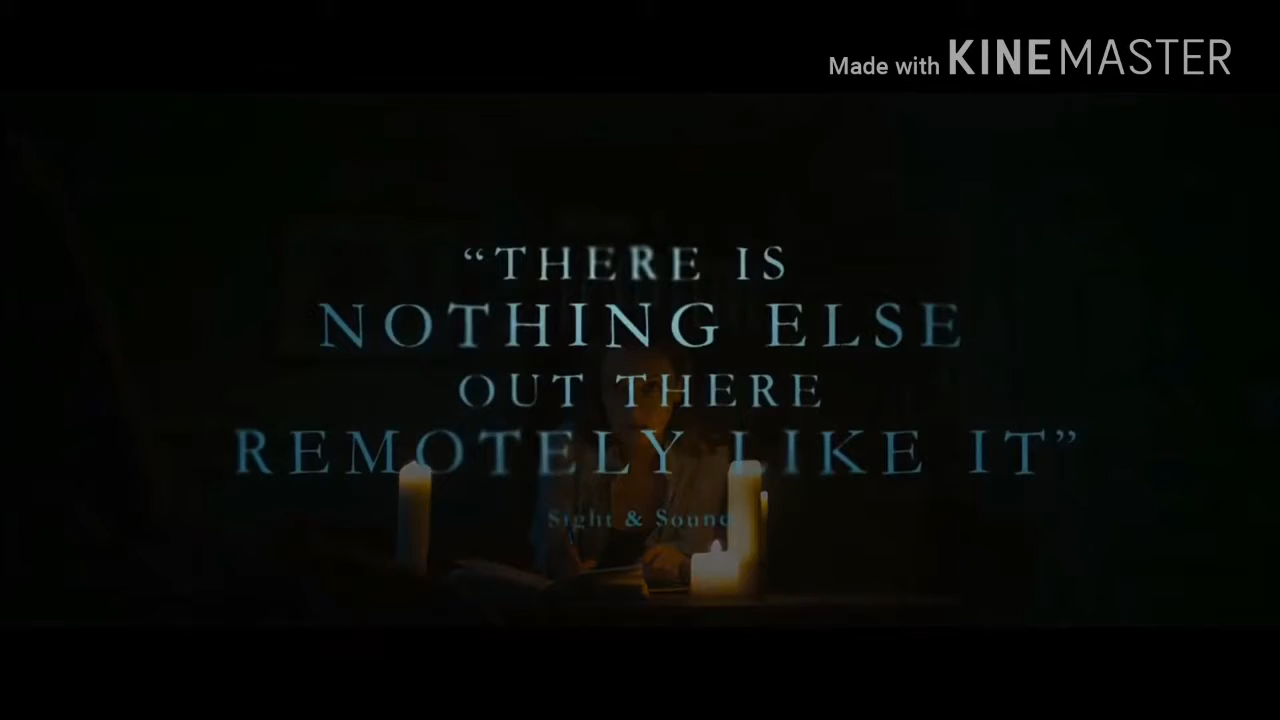 Made with KINEMASTER
“THERE IS
NOTHING ELSE
OUT THERE
REMOTELY LIKE IT”
Sight & Sound